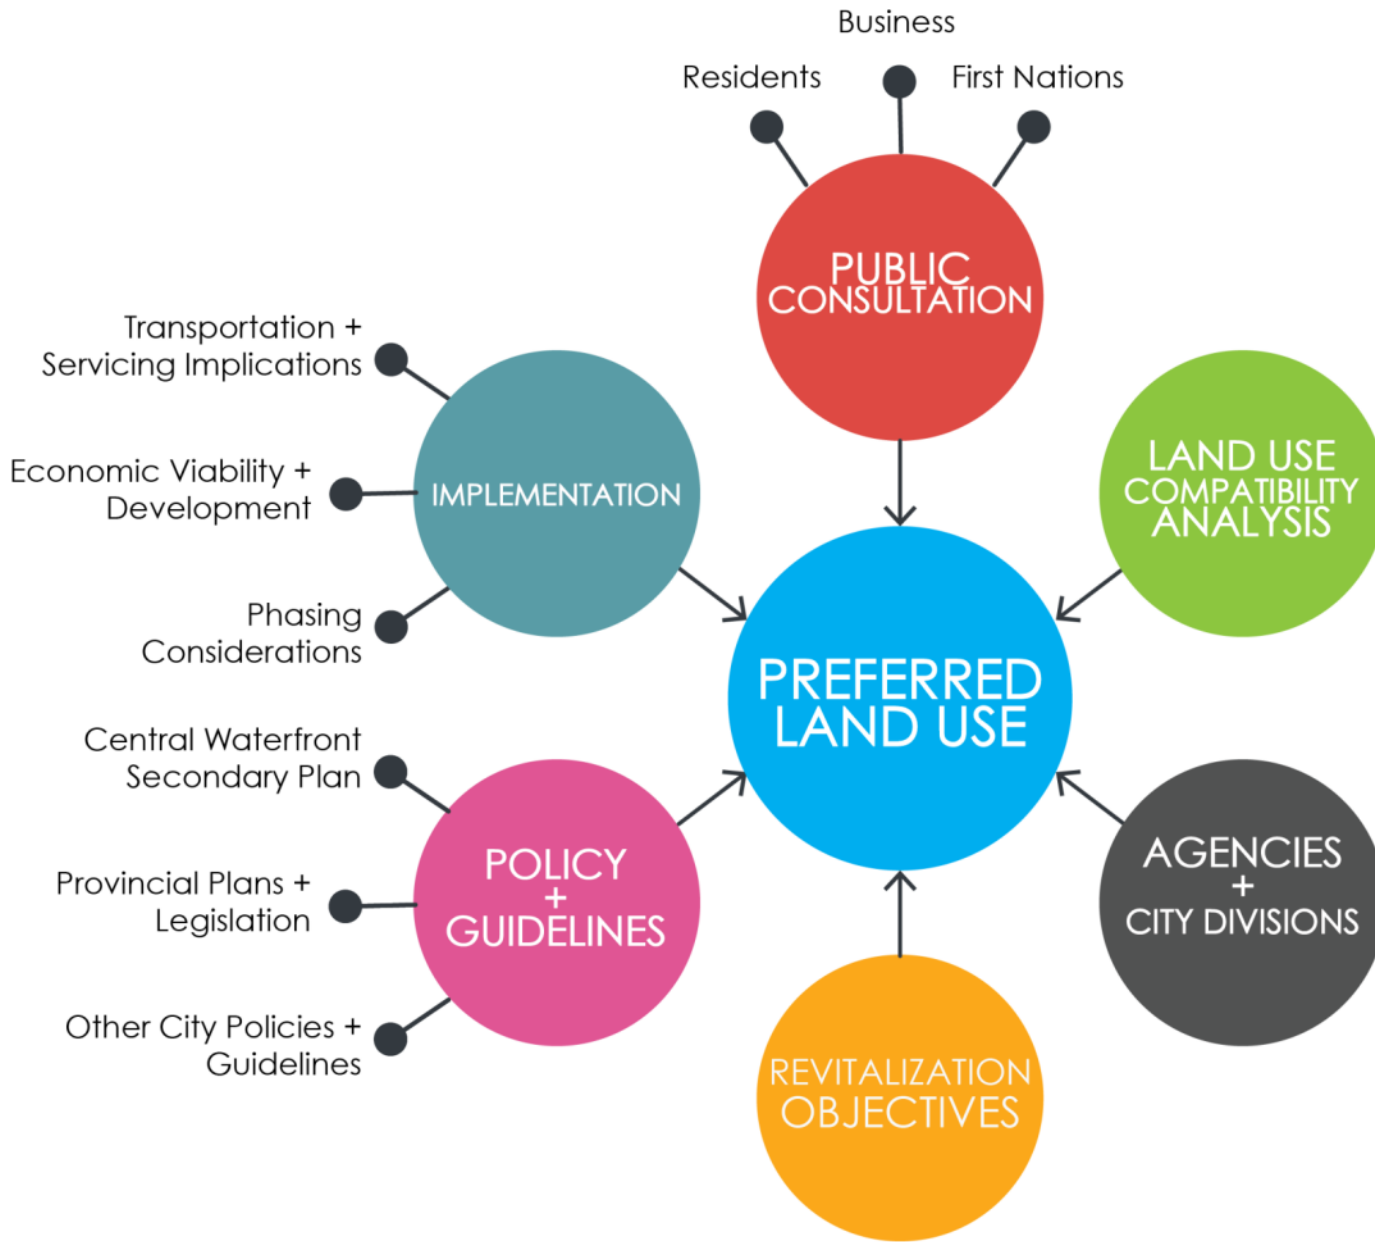 Business
Residents
First Nations
PUBLIC
CONSULTATION
Transportation +
Servicing Implications
Economic Viability +
Development
Phasing
Considerations
IMPLEMENTATION
LAND USE
COMPATIBILITY
ANALYSIS
PREFERRED
LAND USE
Central Waterfront
Secondary Plan
Provincial Plans +
Legislation
Other City Policies +
Guidelines
POLICY
+
GUIDELINES
AGENCIES
+
CITY DIVISIONS
REVITALIZATION
OBJECTIVES